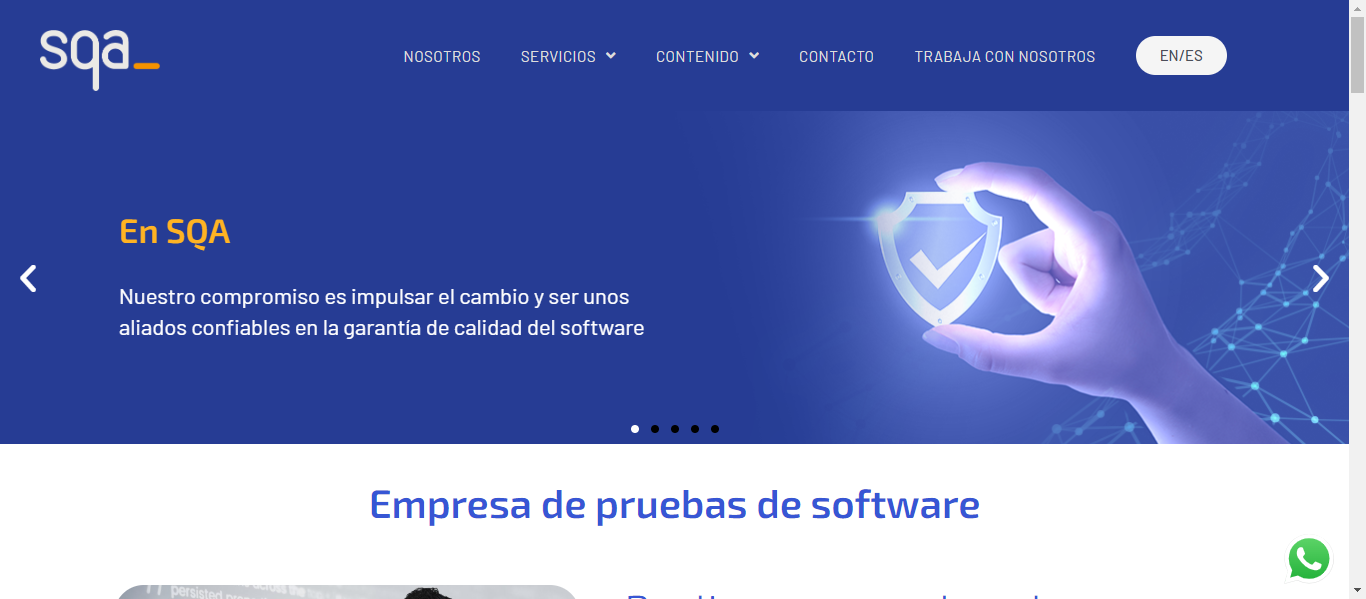 sqa_
NOSOTROS
SERVICIOS
CONTENIDO
CONTACTO
TRABAJA CON NOSOTROS
EN/ES
En SQA
Nuestro compromiso es impulsar el cambio y ser unos
aliados confiables en la garantía de calidad del software
Empresa de pruebas de software
persisted